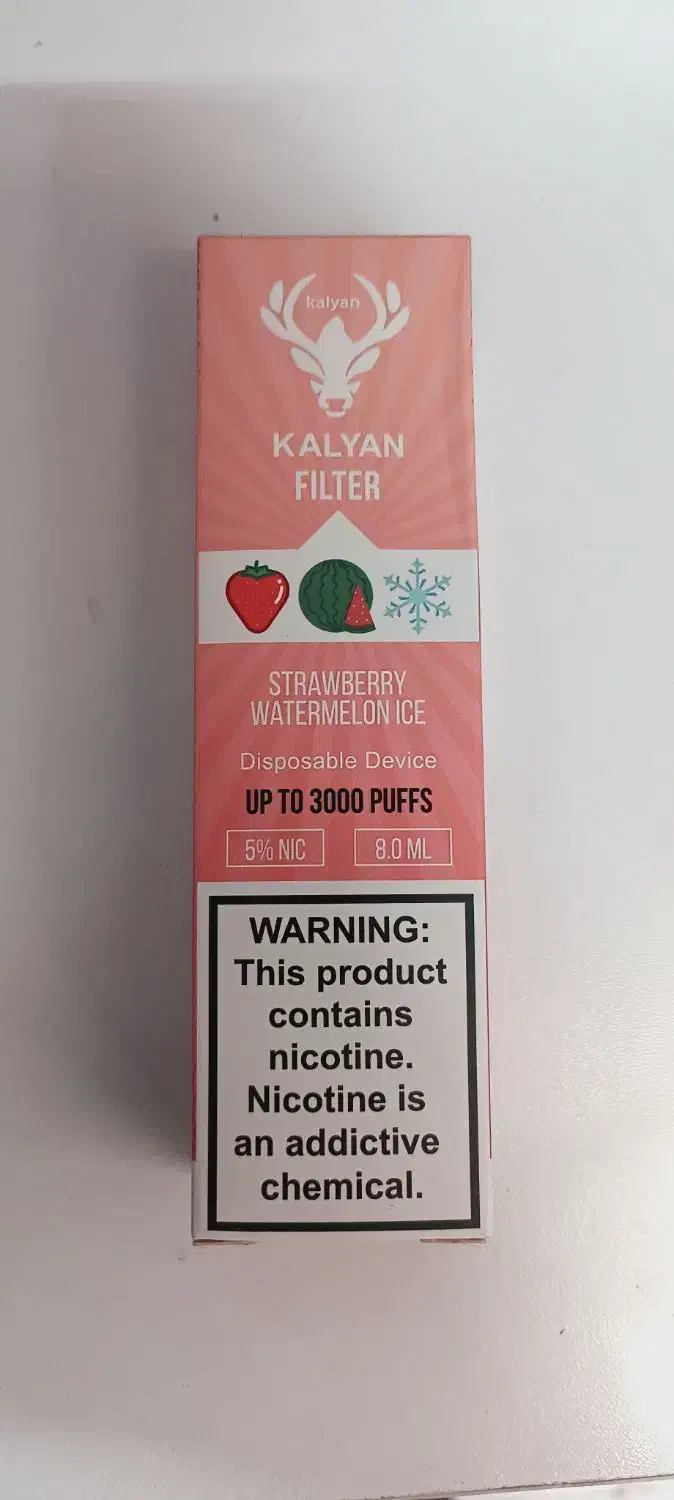 kalyan
KALYAN
FILTER
STRAWBERRY
WATERMELON ICE
Disposable Device
UP TO 3000 PUFFS
5% NIC 8.0 ML
WARNING:
This product
contains
nicotine.
Nicotine is
an addictive
chemical.